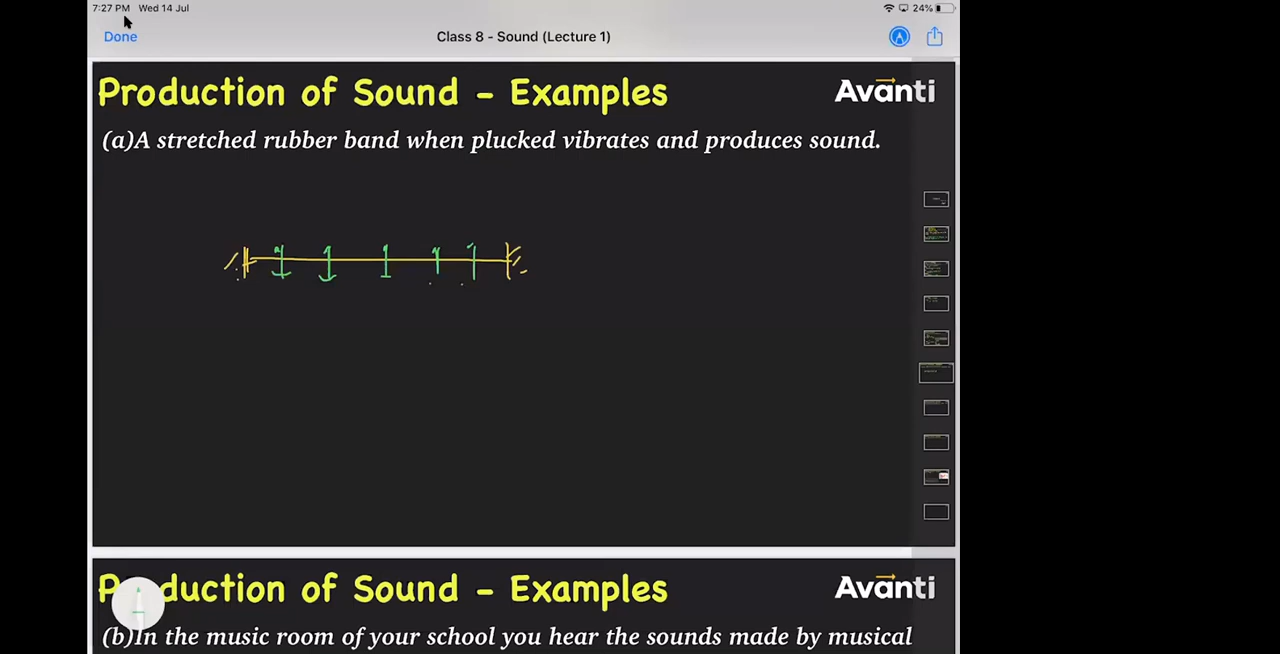 7:27 PM Wed 14 Jul 24%
Done Class 8 - Sound (Lecture 1)
Production of Sound - Examples Avanti
(a)A stretched rubber band when plucked vibrates and produces sound.
Production of Sound - Examples Avanti
(b)In the music room of your school you hear the sounds made by musical